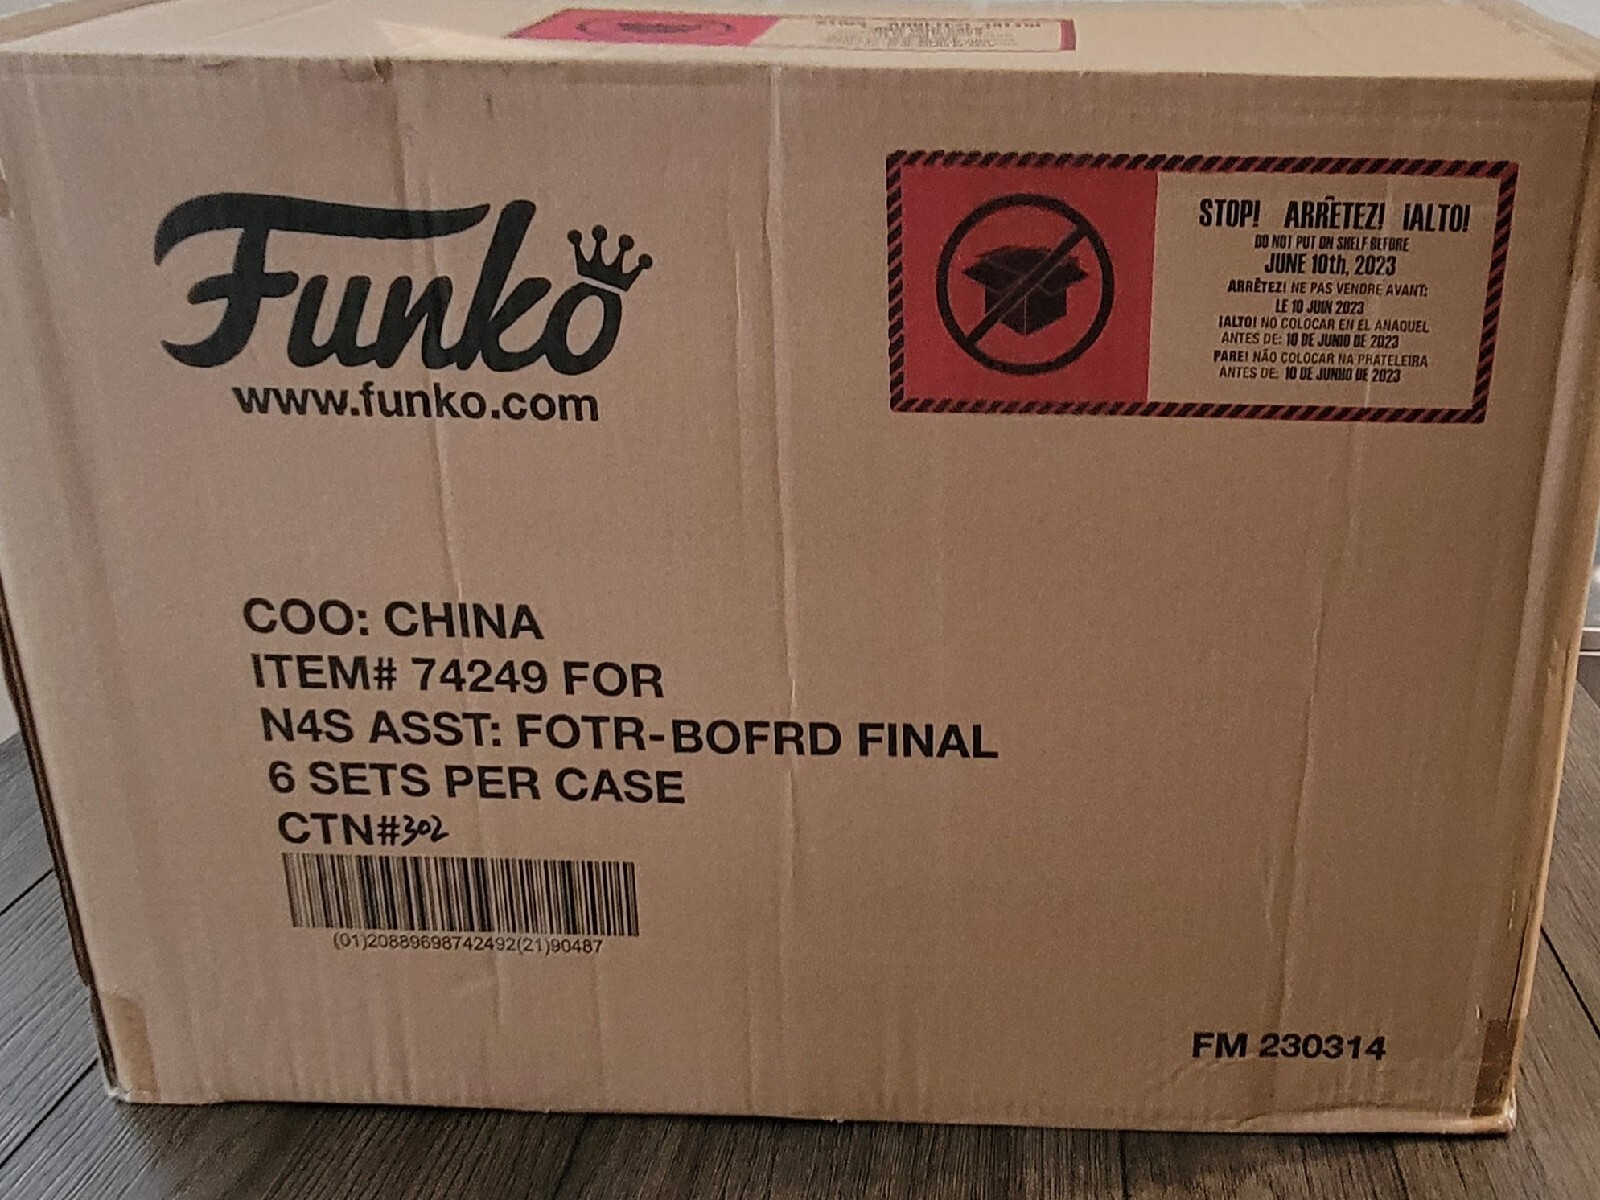 Funko
www.funko.com
STOP! ARRÊTEZ! ¡ALTO!
DO NOT PUT ON SHELF BEFORE
JUNE 10th, 2023
ARRÊTEZ! NE PAS VENDRE AVANT:
LE 10 JUIN 2023
¡ALTO! NO COLOCAR EN EL ANAQUEL
ANTES DE: 10 DE JUNIO DE 2023
PARE! NÃO COLOCAR NA PRATELEIRA
ANTES DE: 10 DE JUNHO DE 2023
COO: CHINA
ITEM# 74249 FOR
N4S ASST: FOTR-BOFRD FINAL
6 SETS PER CASE
CTN#302
(01)20889698742492(21)90487
FM 230314